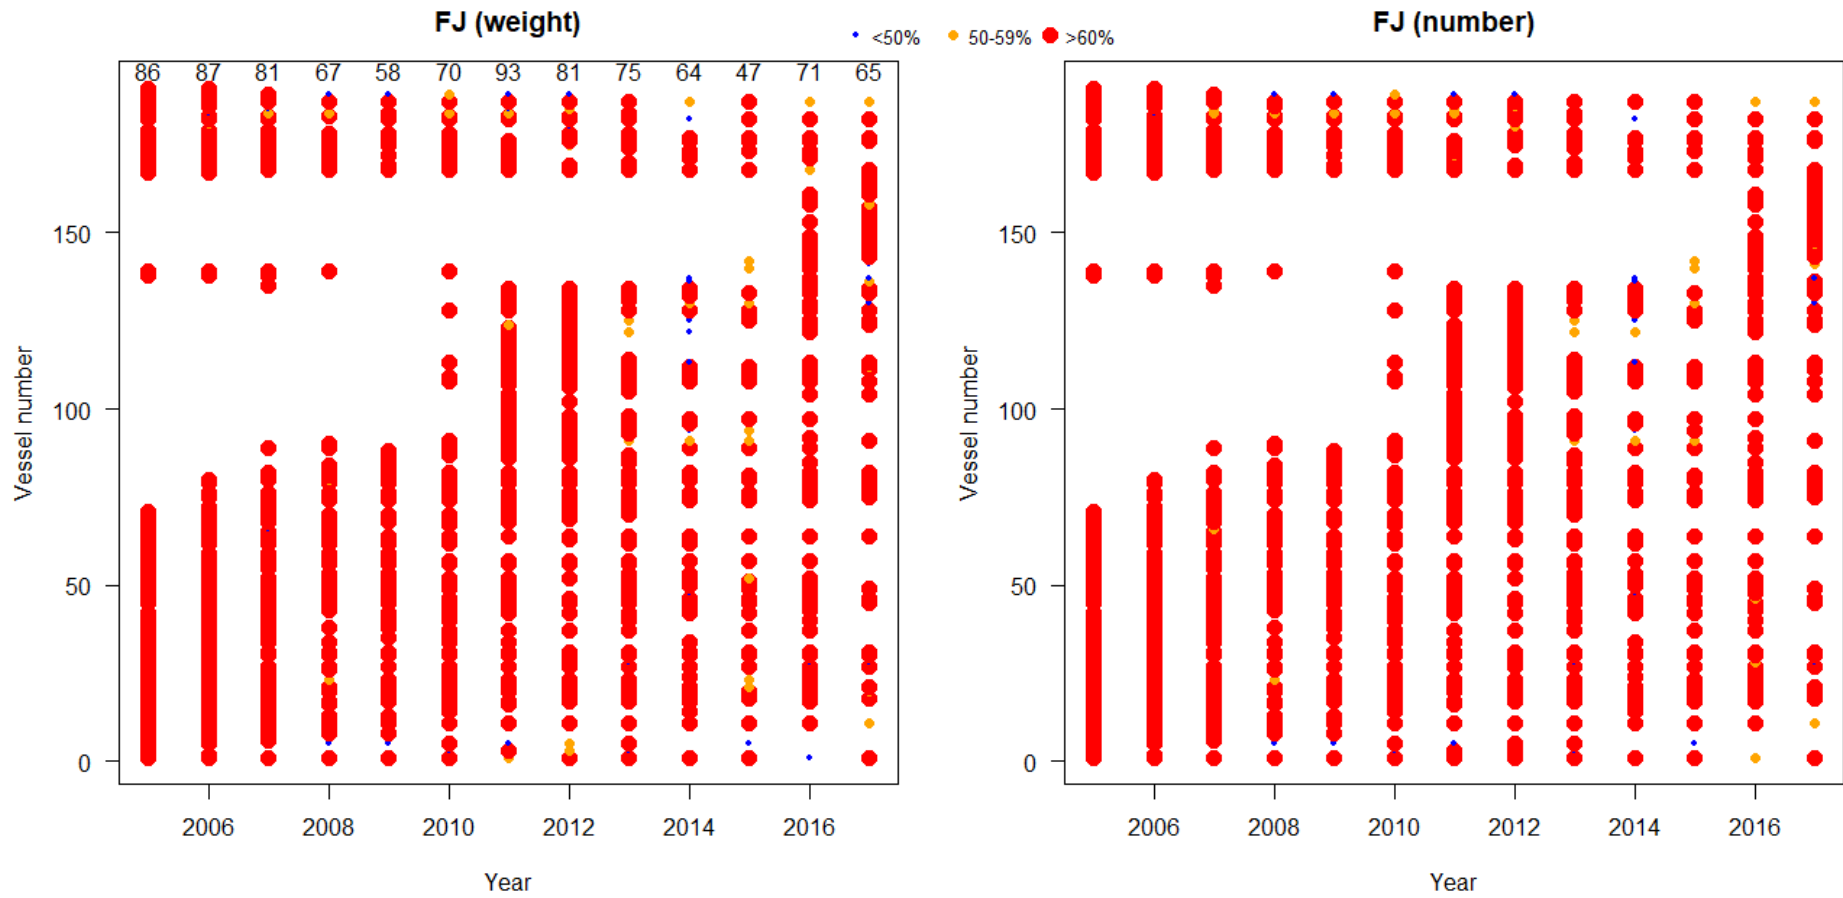 FJ (weight)
<50% 50-59% >60%
FJ (number)
86 87 81 67 58 70 93 81 75 64 47 71 65
Vessel number
150
100
50
0
2006 2008 2010 2012 2014 2016
Year
Vessel number
150
100
50
0
2006 2008 2010 2012 2014 2016
Year